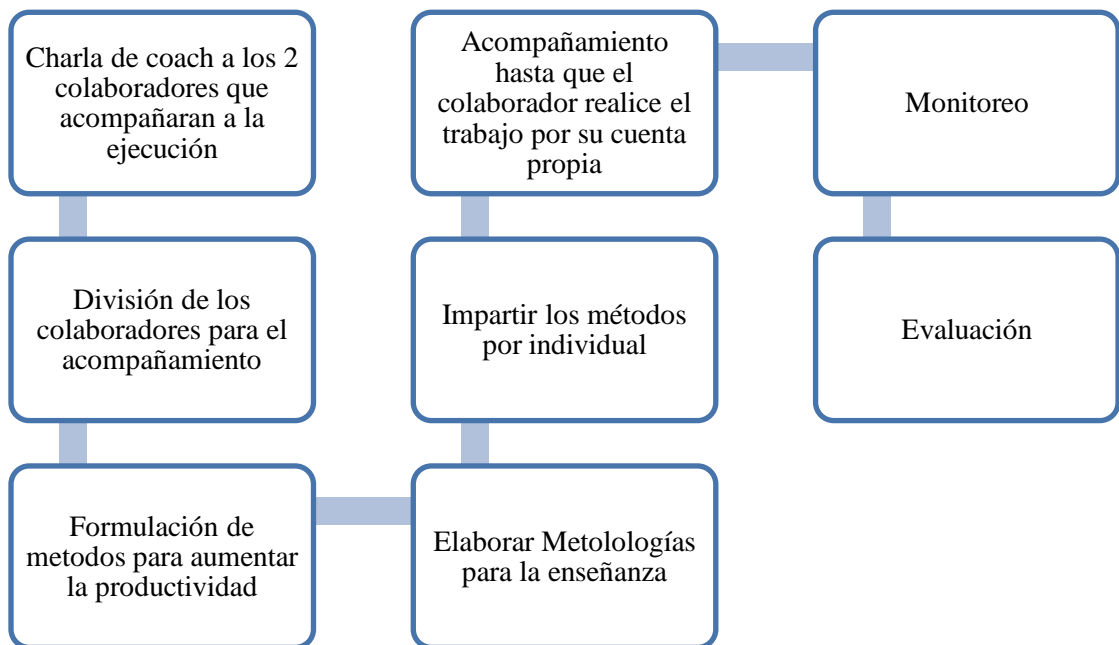 Charla de coach a los 2
colaboradores que
acompañaran a la
ejecución
División de los
colaboradores para el
acompañamiento
Formulación de
metodos para aumentar
la productividad
Elaborar Metolologías
para la enseñanza
Impartir los métodos
por individual
Acompañamiento
hasta que el
colaborador realice el
trabajo por su cuenta
propia
Monitoreo
Evaluación